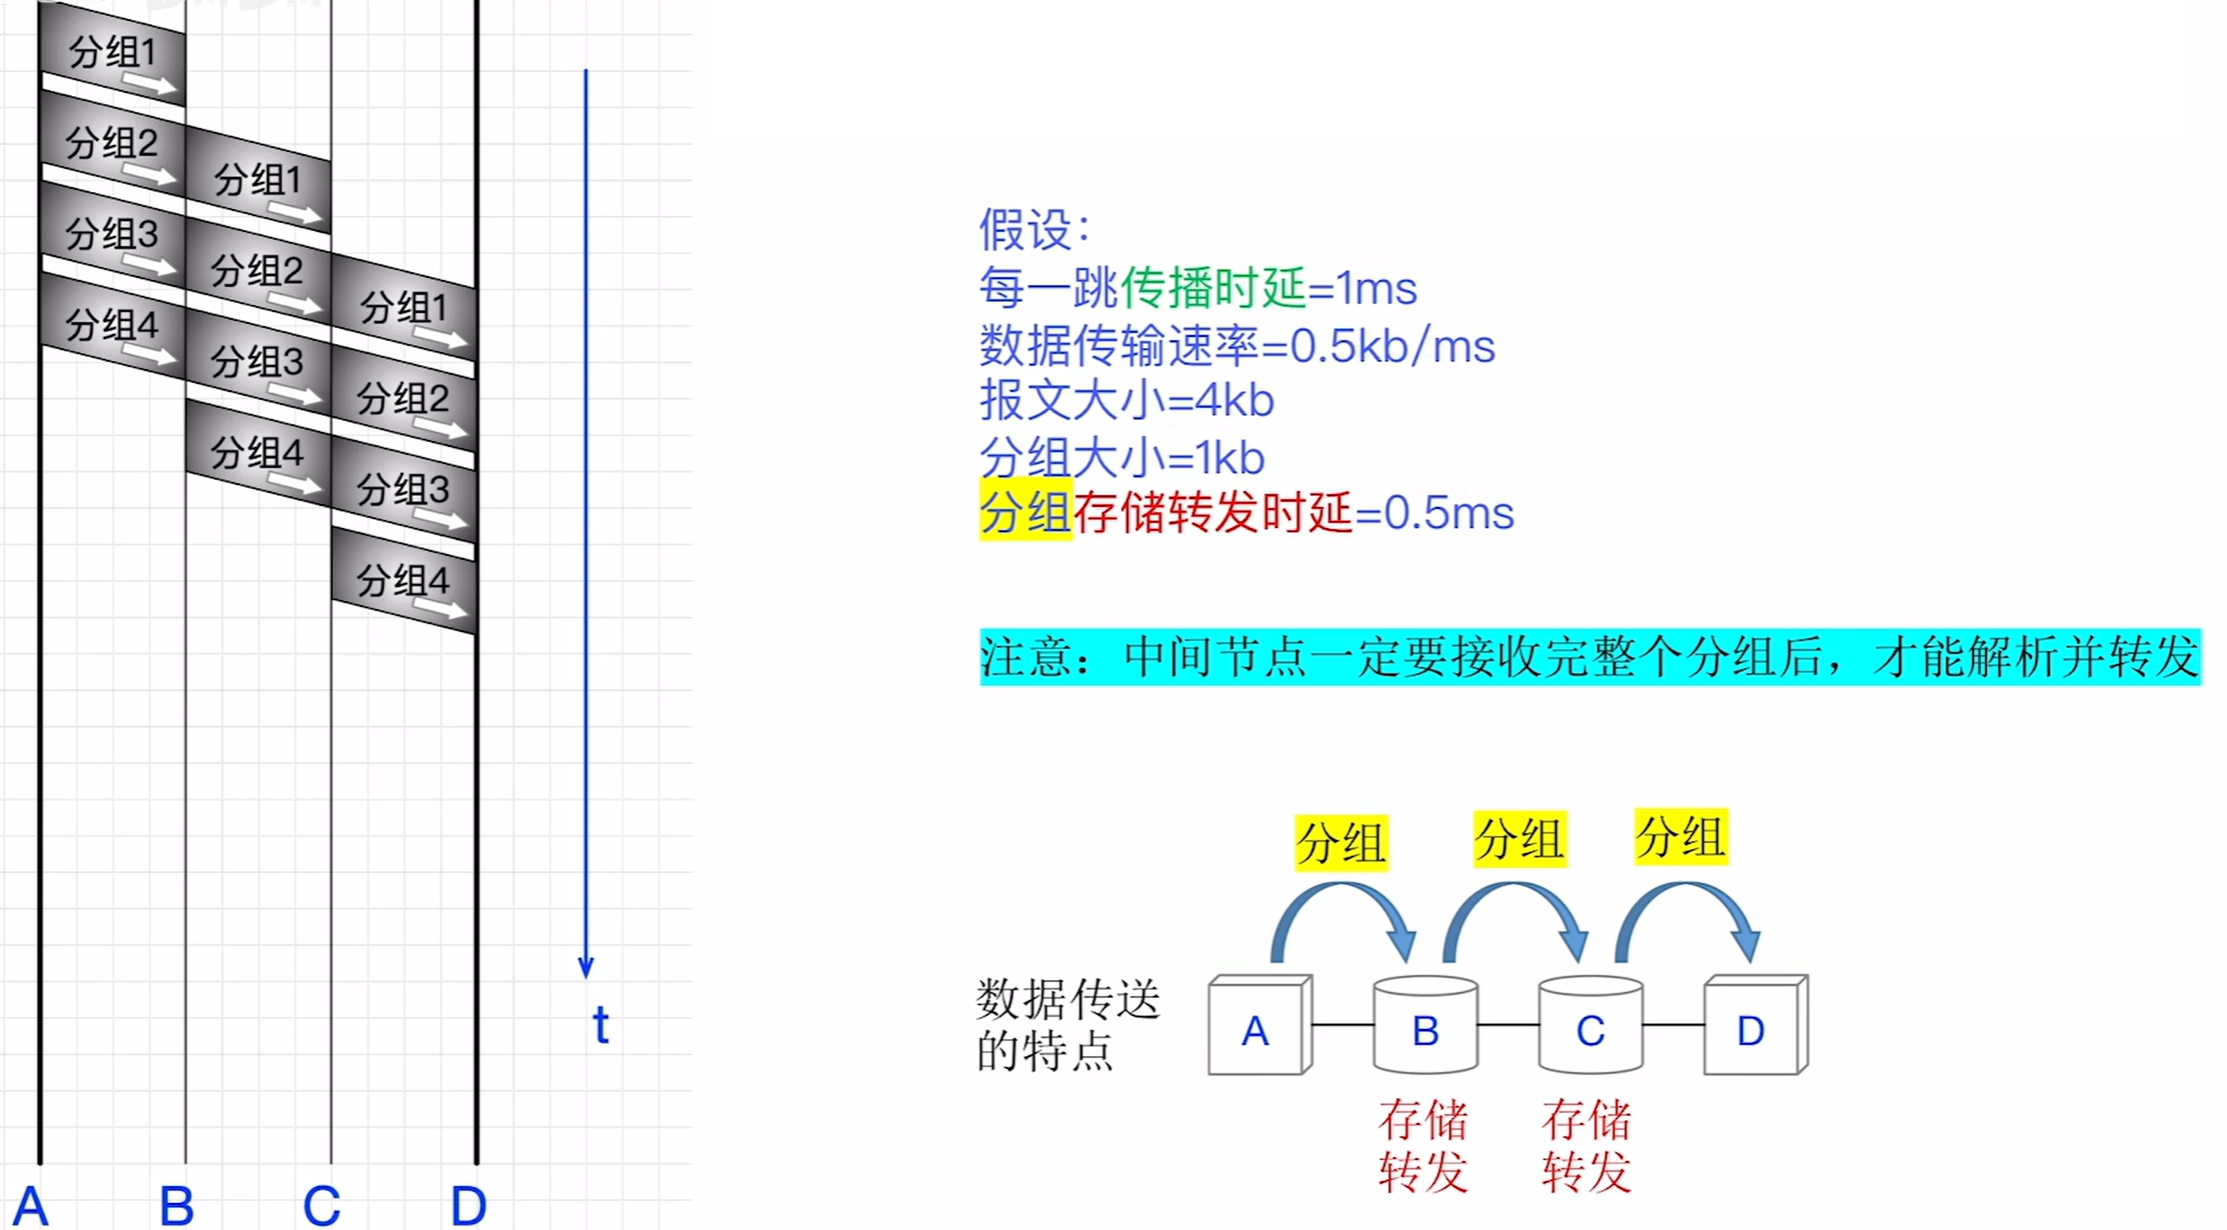 分组1
分组2
分组1
分组3
分组2
分组1
分组4
分组3
分组2
分组4
分组3
分组4
t
A B C D
假设：
每一跳传播时延=1ms
数据传输速率=0.5kb/ms
报文大小=4kb
分组大小=1kb
分组存储转发时延=0.5ms
注意：中间节点一定要接收完整个分组后，才能解析并转发
分组 分组 分组
数据传送
的特点
A B C D
存储 存储
转发 转发